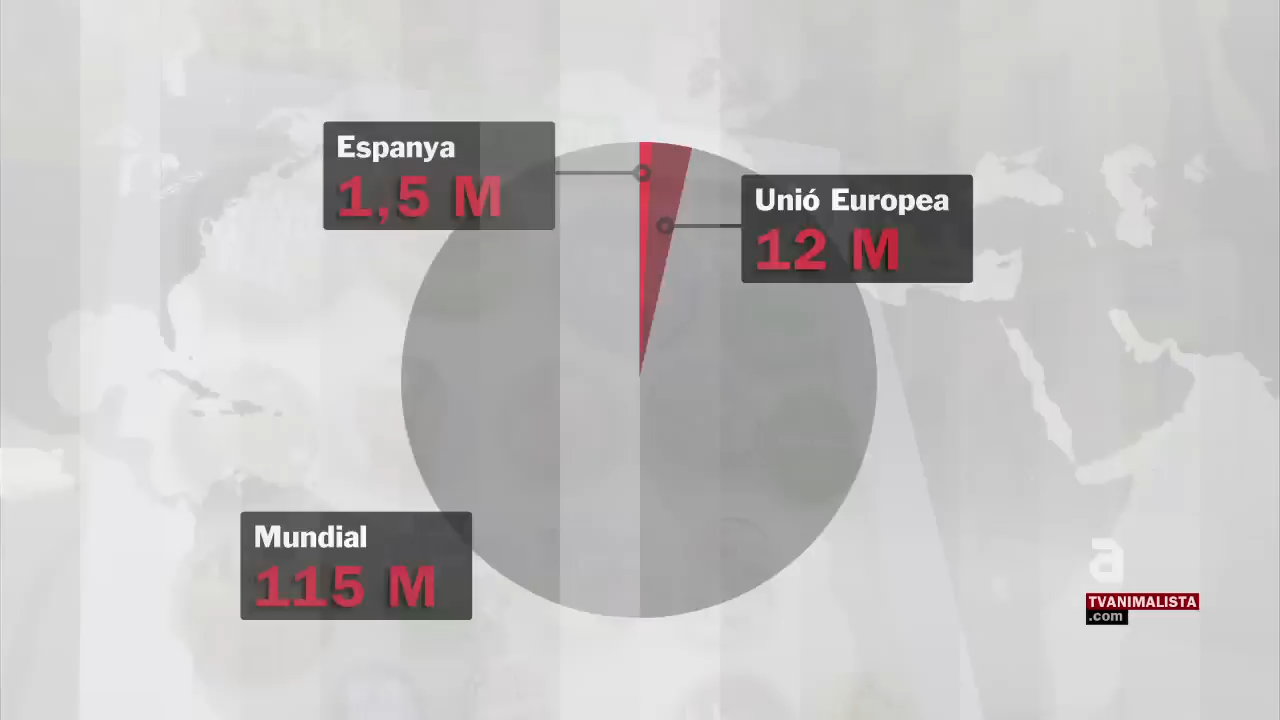 Espanya
1,5 M
Unió Europea
12 M
Mundial
115 M
a
TVANIMALISTA
.com